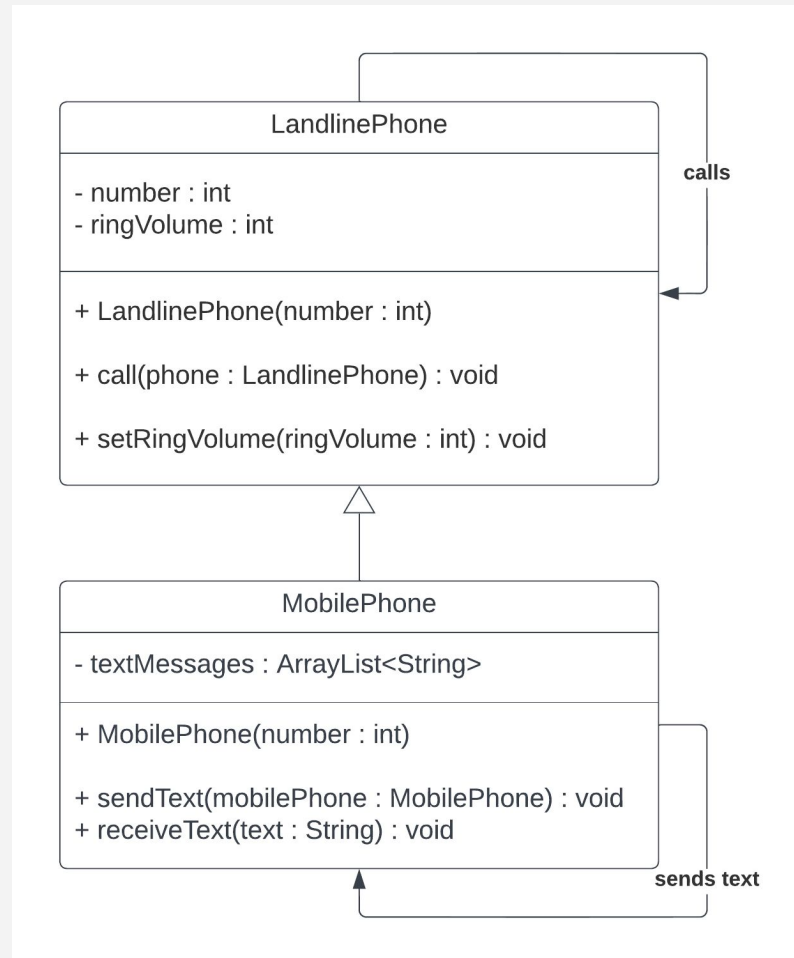 LandlinePhone
calls
- number : int
- ringVolume : int
+ LandlinePhone(number : int)
+ call(phone : LandlinePhone) : void
+ setRingVolume(ringVolume : int) : void
MobilePhone
- textMessages : ArrayList<String>
+ MobilePhone(number : int)
+ sendText(mobilePhone : MobilePhone) : void
+ receiveText(text : String) : void
sends text